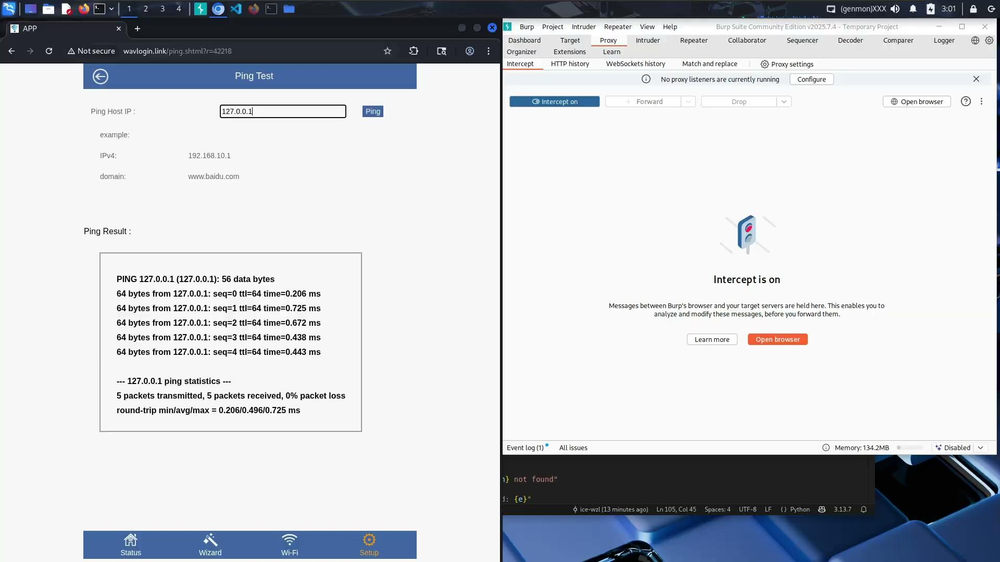 1 2 3 4
(genmon)XXX 3:01
APP
Not secure wavlogin.link/ping.shtml?r=42218
Ping Test
Ping Host IP : 127.0.0.1 Ping
example:
IPv4: 192.168.10.1
domain: www.baidu.com
Ping Result :
PING 127.0.0.1 (127.0.0.1): 56 data bytes
64 bytes from 127.0.0.1: seq=0 ttl=64 time=0.206 ms
64 bytes from 127.0.0.1: seq=1 ttl=64 time=0.725 ms
64 bytes from 127.0.0.1: seq=2 ttl=64 time=0.672 ms
64 bytes from 127.0.0.1: seq=3 ttl=64 time=0.438 ms
64 bytes from 127.0.0.1: seq=4 ttl=64 time=0.443 ms
--- 127.0.0.1 ping statistics ---
5 packets transmitted, 5 packets received, 0% packet loss
round-trip min/avg/max = 0.206/0.496/0.725 ms
Status Wizard Wi-Fi Setup
Burp Project Intruder Repeater View Help Burp Suite Community Edition v2025.7.4 - Temporary Project
Dashboard Target Proxy Intruder Repeater Collaborator Sequencer Decoder Comparer Logger
Organizer Extensions Learn
Intercept HTTP history WebSockets history Match and replace Proxy settings
No proxy listeners are currently running Configure
Intercept on Forward Drop Open browser
Intercept is on
Messages between Burp's browser and your target servers are held here. This enables you to
analyze and modify these messages, before you forward them.
Learn more Open browser
Event log (1) All issues Memory: 134.2MB Disabled
} not found"
: {e}"
ice-wzl (13 minutes ago) Ln 105, Col 45 Spaces: 4 UTF-8 LF {} Python 3.13.7